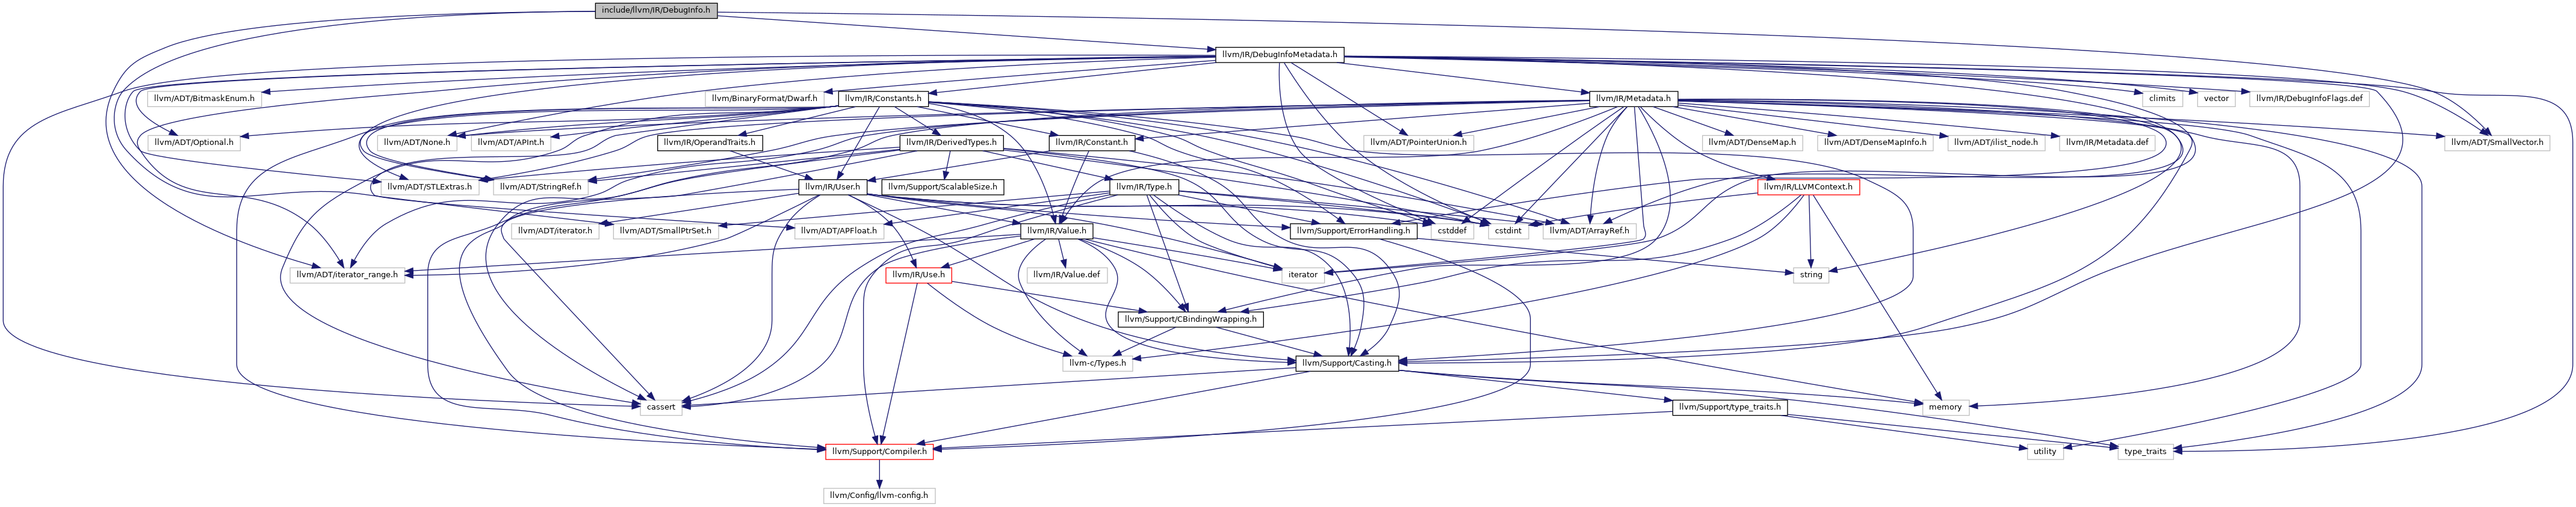 include/llvm/IR/DebugInfo.h
llvm/IR/DebugInfoMetadata.h
llvm/ADT/BitmaskEnum.h
llvm/BinaryFormat/Dwarf.h
llvm/IR/Constants.h
llvm/IR/Metadata.h
climits
vector
llvm/IR/DebugInfoFlags.def
llvm/ADT/Optional.h
llvm/ADT/None.h
llvm/ADT/APInt.h
llvm/IR/OperandTraits.h
llvm/IR/DerivedTypes.h
llvm/IR/Constant.h
llvm/ADT/PointerUnion.h
llvm/ADT/DenseMap.h
llvm/ADT/DenseMapInfo.h
llvm/ADT/ilist_node.h
llvm/IR/Metadata.def
llvm/ADT/SmallVector.h
llvm/ADT/STLExtras.h
llvm/ADT/StringRef.h
llvm/IR/User.h
llvm/Support/ScalableSize.h
llvm/IR/Type.h
llvm/IR/LLVMContext.h
llvm/ADT/iterator.h
llvm/ADT/SmallPtrSet.h
llvm/ADT/APFloat.h
llvm/IR/Value.h
llvm/Support/ErrorHandling.h
cstddef
cstdint
llvm/ADT/ArrayRef.h
llvm/ADT/iterator_range.h
llvm/IR/Use.h
llvm/IR/Value.def
iterator
string
llvm/Support/CBindingWrapping.h
llvm-c/Types.h
llvm/Support/Casting.h
cassert
llvm/Support/type_traits.h
memory
llvm/Support/Compiler.h
utility
type_traits
llvm/Config/llvm-config.h